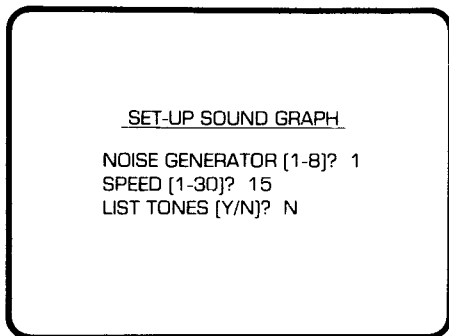 SET-UP SOUND GRAPH
NOISE GENERATOR [1-8]? 1
SPEED [1-30]? 15
LIST TONES [Y/N]? N